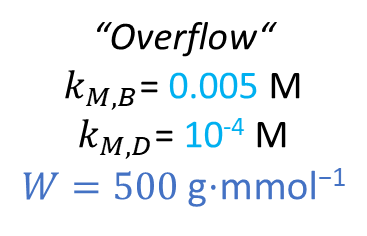 “Overflow“
k_{M,B}= 0.005 M
k_{M,D}= 10^{-4} M
W = 500 g·mmol^{−1}